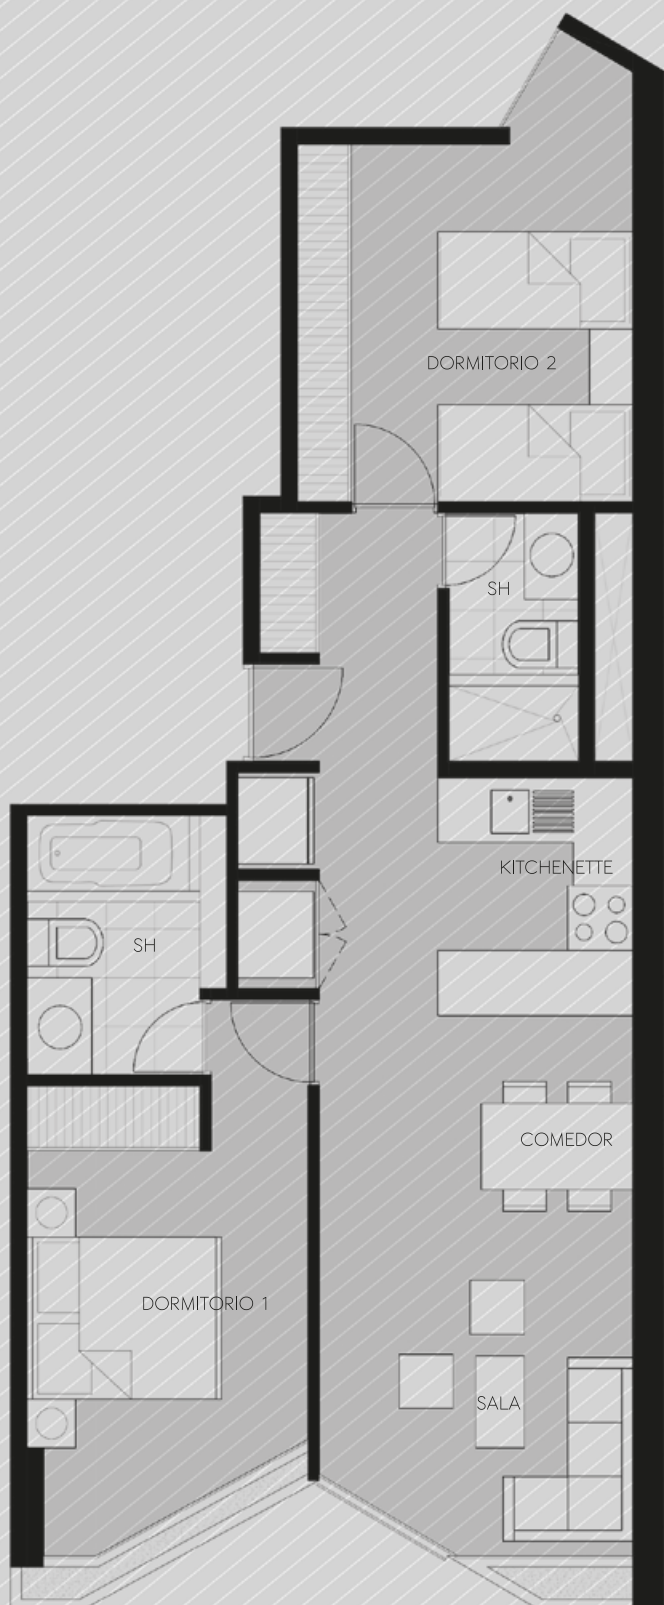 DORMITORIO 2
SH
KITCHENETTE
SH
COMEDOR
DORMITORIO 1
SALA